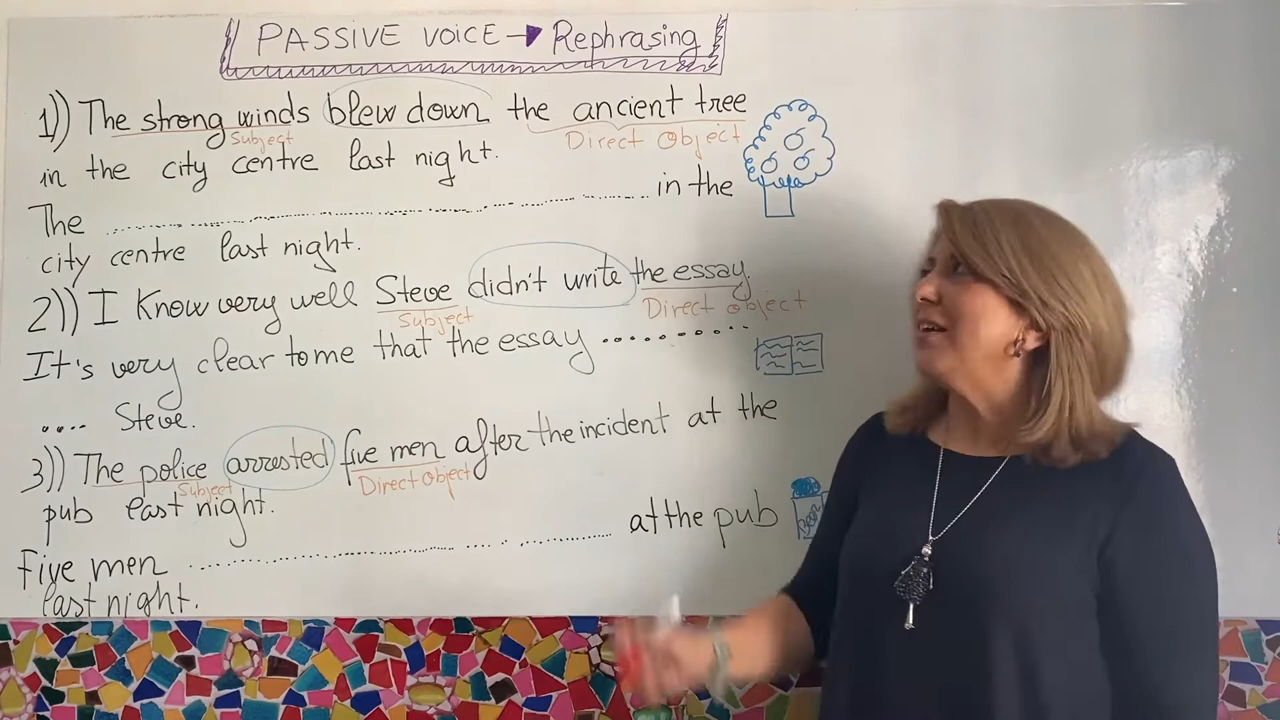 PASSIVE VOICE → Rephrasing
1)) The strong winds blew down the ancient tree
Subject Direct Object
in the city centre last night.
The .................... in the
city centre last night.
2)) I know very well Steve didn't write the essay.
Subject Direct object
It's very clear to me that the essay ..........
.... Steve.
3)) The police arrested five men after the incident at the
Subject Direct object
pub last night.
Five men .................... at the pub
last night.